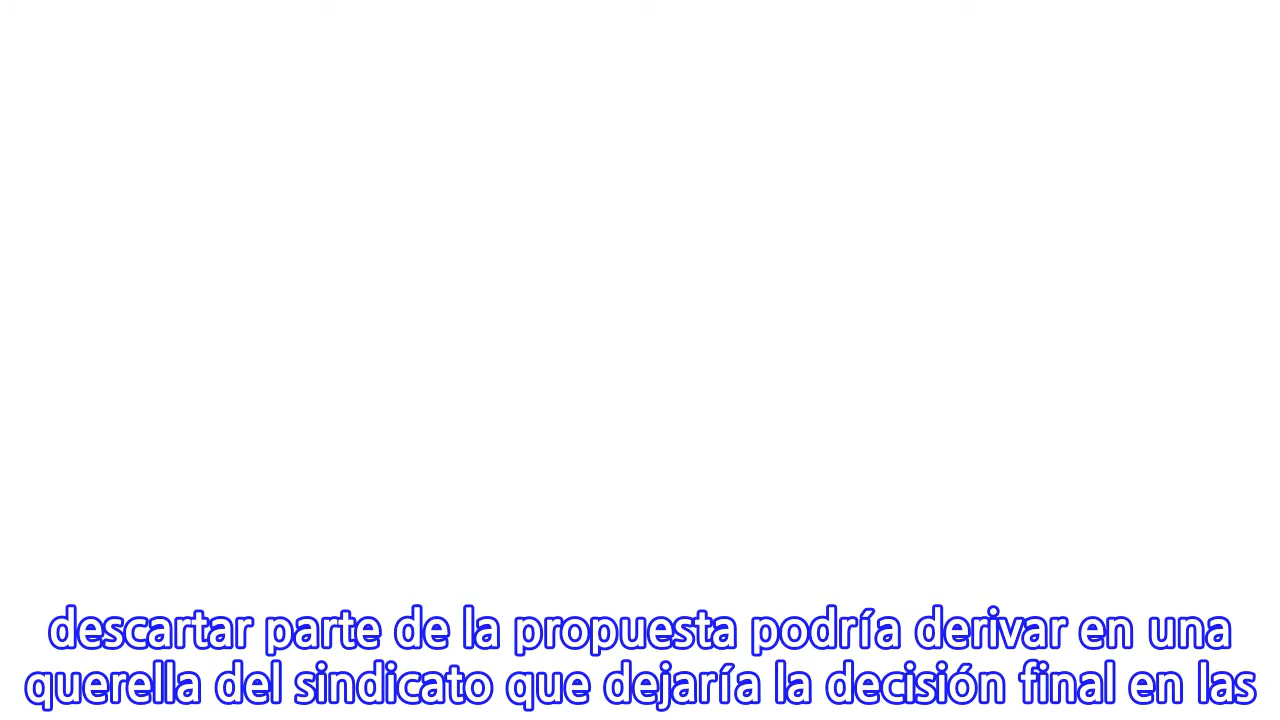 descartar parte de la propuesta podría derivar en una
querella del sindicato que dejaría la decisión final en las